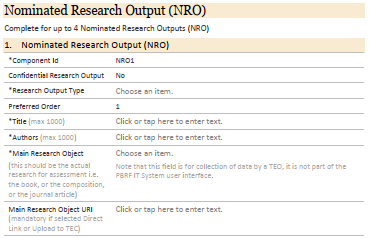 Nominated Research Output (NRO)
Complete for up to 4 Nominated Research Outputs (NRO)
1. Nominated Research Output (NRO)
*Component Id NRO1
Confidential Research Output No
*Research Output Type Choose an item.
Preferred Order 1
*Title (max 1000) Click or tap here to enter text.
*Authors (max 1000) Click or tap here to enter text.
*Main Research Object Choose an item.
(this should be the actual Note that this field is for collection of data by a TEO, it is not part of the
research for assessment i.e. PBRF IT System user interface.
the book, or the composition,
or the journal article)
Main Research Object URI Click or tap here to enter text.
(mandatory if selected Direct
Link or Upload to TEC)